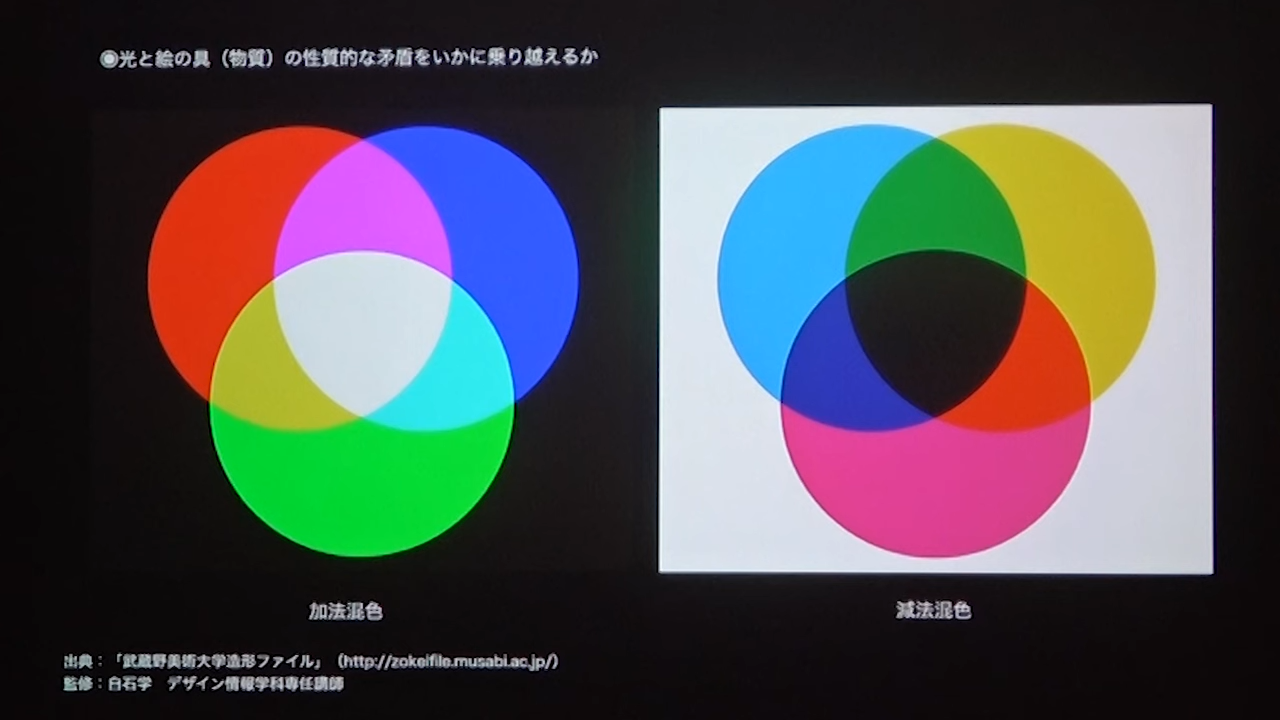 ◉光と絵の具（物質）の性質的な矛盾をいかに乗り越えるか
加法混色
減法混色
出典：「武蔵野美術大学造形ファイル」（http://zokeifile.musabi.ac.jp/）
監修：白石学　デザイン情報学科専任講師